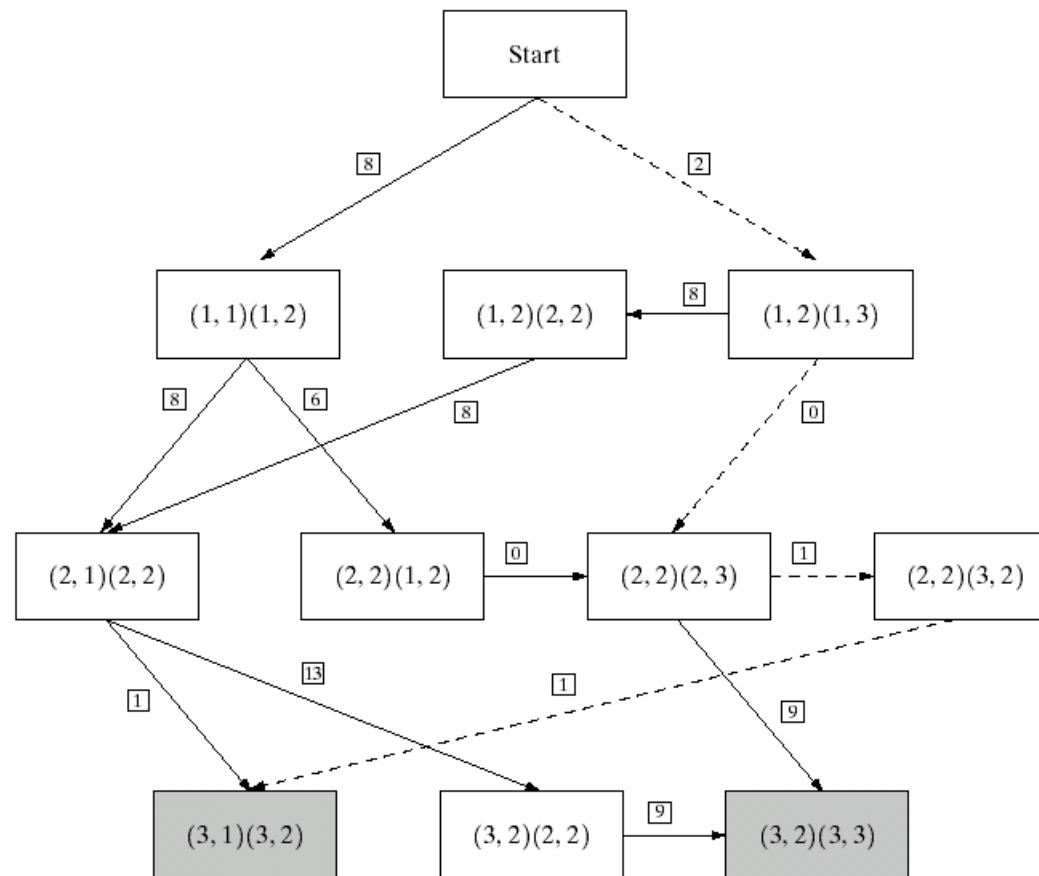 Start
8
2
(1, 1)(1, 2)
(1, 2)(2, 2)
8
(1, 2)(1, 3)
8
6
8
0
(2, 1)(2, 2)
(2, 2)(1, 2)
0
(2, 2)(2, 3)
1
(2, 2)(3, 2)
1
13
1
9
(3, 1)(3, 2)
(3, 2)(2, 2)
9
(3, 2)(3, 3)